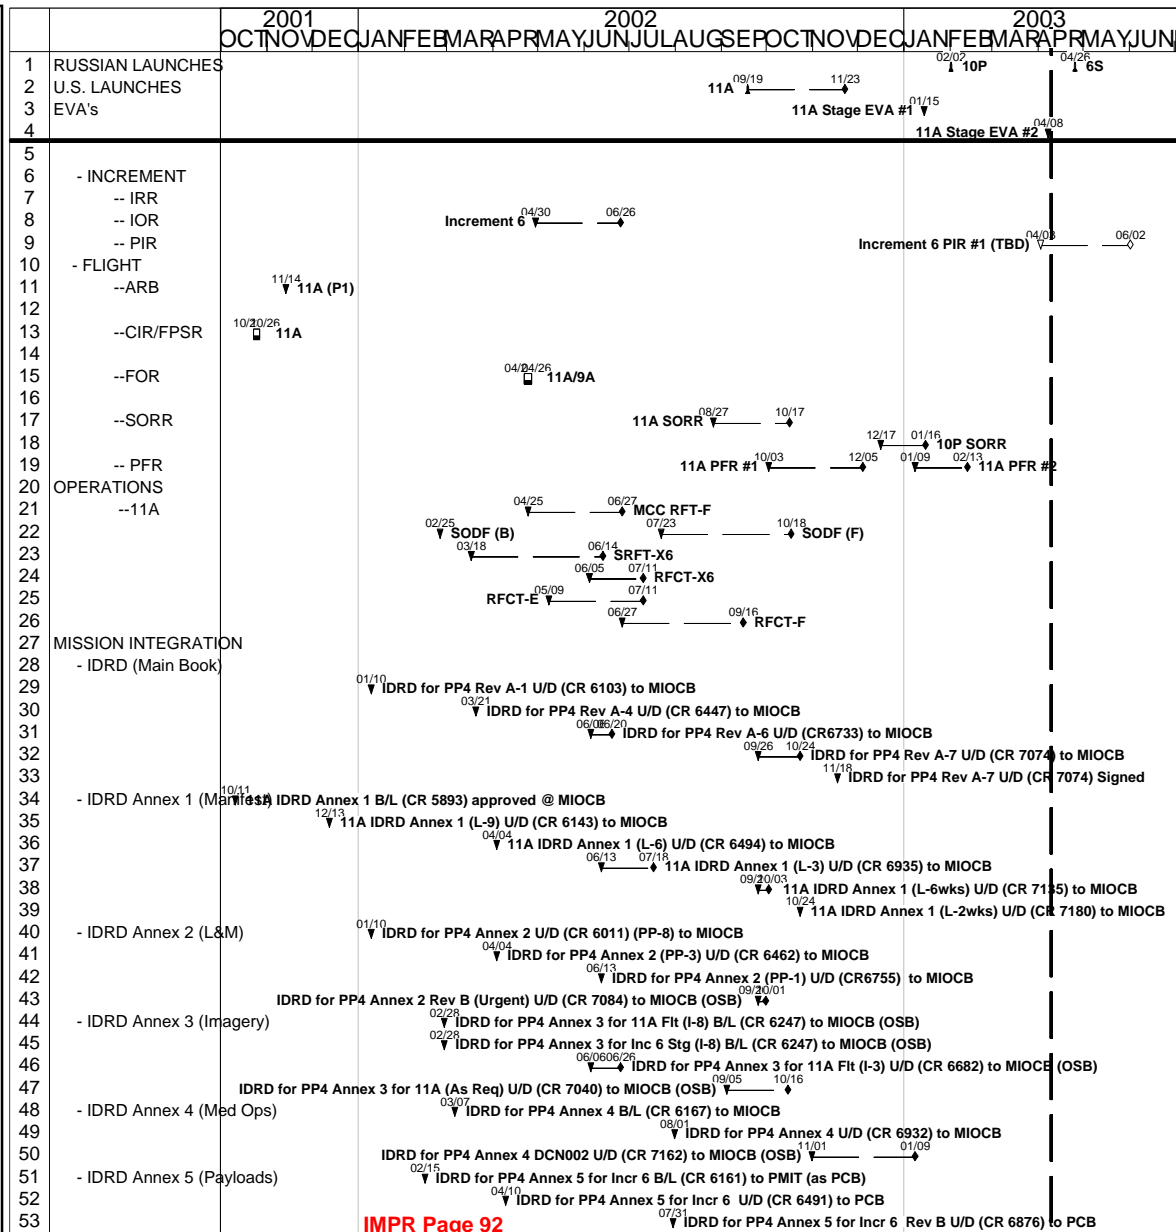 2001 2002 2003
OCT NOV DEC JAN FEB MAR APR MAY JUN JUL AUG SEP OCT NOV DEC JAN FEB MAR APR MAY JUN
1 RUSSIAN LAUNCHES 02/02 10P 04/26 6S
2 U.S. LAUNCHES 11A 09/19 11/23
3 EVA's 11A Stage EVA #1 01/15
4 11A Stage EVA #2 04/08
5
6 - INCREMENT
7 -- IRR
8 -- IOR Increment 6 04/30 06/26
9 -- PIR Increment 6 PIR #1 (TBD) 04/03 06/02
10 - FLIGHT
11 --ARB 11/14 11A (P1)
12
13 --CIR/FPSR 10/26 11A
14
15 --FOR 04/26 11A/9A
16
17 --SORR 11A SORR 08/27 10/17
18 12/17 01/16 10P SORR
19 -- PFR 11A PFR #1 10/03 12/05 01/09 02/13 11A PFR #2
20 OPERATIONS
21 --11A 04/25 06/27 MCC RFT-F
22 02/25 SODF (B) 07/23 10/18 SODF (F)
23 03/18 06/14 SRFT-X6
24 06/05 07/11 RFCT-X6
25 RFCT-E 05/09 07/11
26 06/27 09/16 RFCT-F
27 MISSION INTEGRATION
28 - IDRD (Main Book)
29 01/10 IDRD for PP4 Rev A-1 U/D (CR 6103) to MIOCB
30 03/21 IDRD for PP4 Rev A-4 U/D (CR 6447) to MIOCB
31 06/06 06/20 IDRD for PP4 Rev A-6 U/D (CR6733) to MIOCB
32 09/26 10/24 IDRD for PP4 Rev A-7 U/D (CR 7074) to MIOCB
33 11/18 IDRD for PP4 Rev A-7 U/D (CR 7074) Signed
34 - IDRD Annex 1 (Manifest) 10/11 11A IDRD Annex 1 B/L (CR 5893) approved @ MIOCB
35 12/13 11A IDRD Annex 1 (L-9) U/D (CR 6143) to MIOCB
36 04/04 11A IDRD Annex 1 (L-6) U/D (CR 6494) to MIOCB
37 06/13 07/18 11A IDRD Annex 1 (L-3) U/D (CR 6935) to MIOCB
38 10/03 11A IDRD Annex 1 (L-6wks) U/D (CR 7135) to MIOCB
39 10/24 11A IDRD Annex 1 (L-2wks) U/D (CR 7180) to MIOCB
40 - IDRD Annex 2 (L&M) 01/10 IDRD for PP4 Annex 2 U/D (CR 6011) (PP-8) to MIOCB
41 04/04 IDRD for PP4 Annex 2 (PP-3) U/D (CR 6462) to MIOCB
42 06/13 IDRD for PP4 Annex 2 (PP-1) U/D (CR6755) to MIOCB
43 IDRD for PP4 Annex 2 Rev B (Urgent) U/D (CR 7084) to MIOCB (OSB) 10/01
44 - IDRD Annex 3 (Imagery) 02/28 IDRD for PP4 Annex 3 for 11A Flt (I-8) B/L (CR 6247) to MIOCB (OSB)
45 02/28 IDRD for PP4 Annex 3 for Inc 6 Stg (I-8) B/L (CR 6247) to MIOCB (OSB)
46 06/06 06/26 IDRD for PP4 Annex 3 for 11A Flt (I-3) U/D (CR 6682) to MIOCB (OSB)
47 IDRD for PP4 Annex 3 for 11A (As Req) U/D (CR 7040) to MIOCB (OSB) 09/05 10/16
48 - IDRD Annex 4 (Med Ops) 03/07 IDRD for PP4 Annex 4 B/L (CR 6167) to MIOCB
49 08/01 IDRD for PP4 Annex 4 U/D (CR 6932) to MIOCB
50 IDRD for PP4 Annex 4 DCN002 U/D (CR 7162) to MIOCB (OSB) 11/01 01/09
51 - IDRD Annex 5 (Payloads) 02/15 IDRD for PP4 Annex 5 for Incr 6 B/L (CR 6161) to PMIT (as PCB)
52 04/10 IDRD for PP4 Annex 5 for Incr 6 U/D (CR 6491) to PCB
53 07/31 IDRD for PP4 Annex 5 for Incr 6 Rev B U/D (CR 6876) to PCB
IMPR Page 92